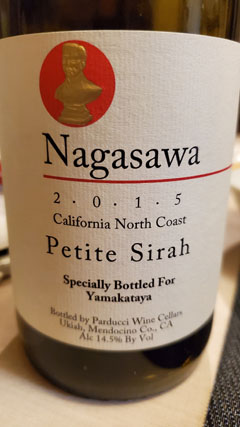 Nagasawa
2 · 0 · 1 · 5
California North Coast
Petite Sirah
Specially Bottled For
Yamakataya
Bottled by Parducci Wine Cellars
Ukiah, Mendocino Co., CA
Alc 14.5% By Vol